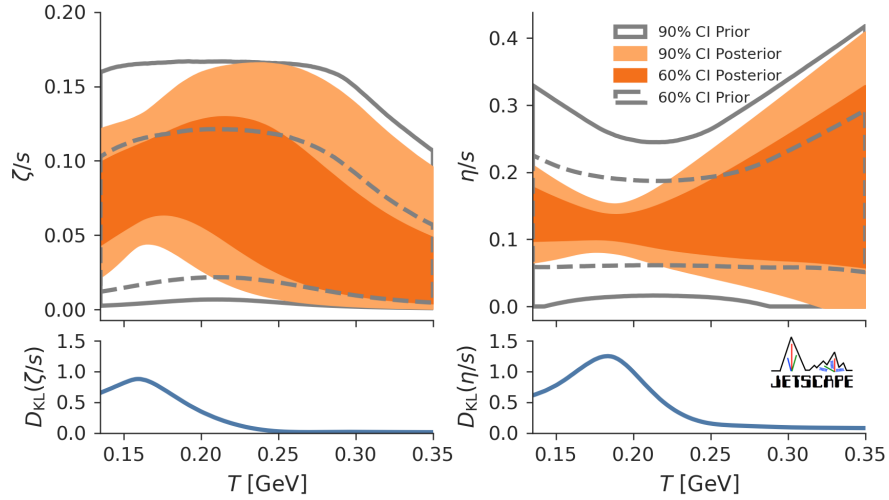 0.20
0.15
0.10
0.05
0.00
ζ/s
0.4
0.3
0.2
0.1
0.0
η/s
90% CI Prior
90% CI Posterior
60% CI Posterior
60% CI Prior
1.5
1.0
0.5
0.0
D_KL(ζ/s)
0.15 0.20 0.25 0.30 0.35
T [GeV]
1.5
1.0
0.5
0.0
D_KL(η/s)
JETSCAPE
0.15 0.20 0.25 0.30 0.35
T [GeV]